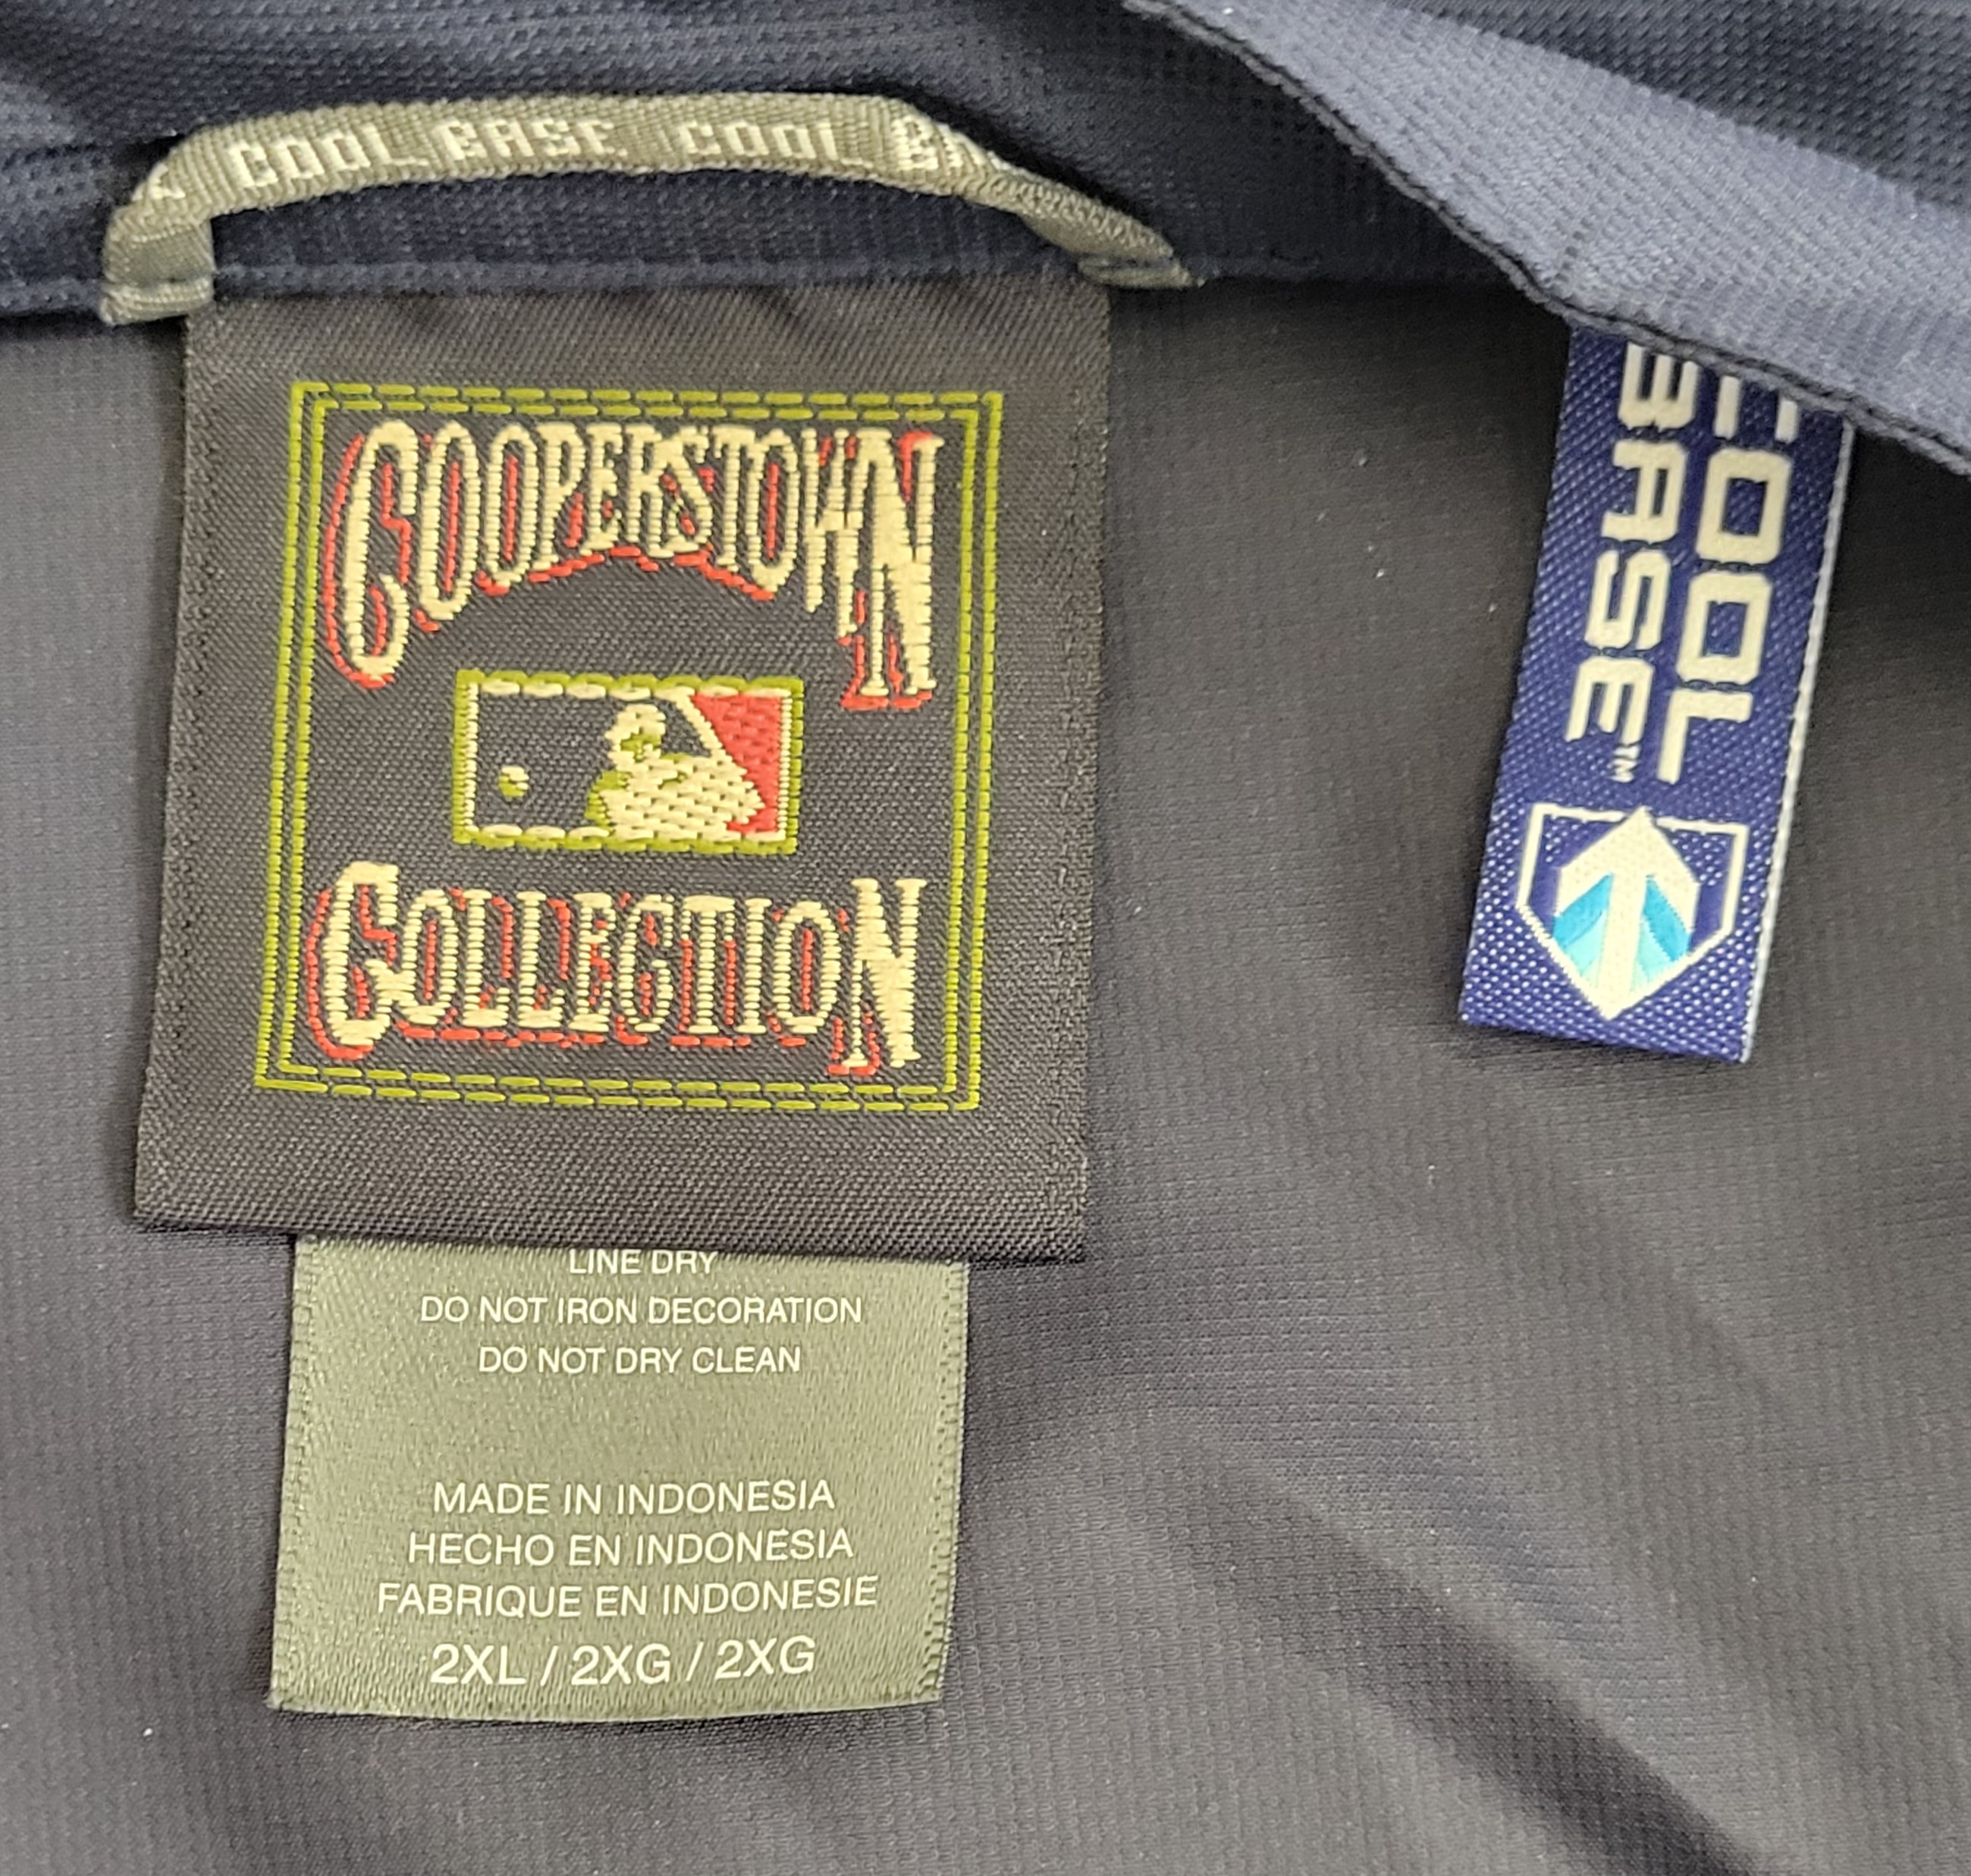 COOL BASE COOL
COOPERSTOWN
COLLECTION
COOL
BASE™
LINE DRY
DO NOT IRON DECORATION
DO NOT DRY CLEAN
MADE IN INDONESIA
HECHO EN INDONESIA
FABRIQUE EN INDONESIE
2XL / 2XG / 2XG